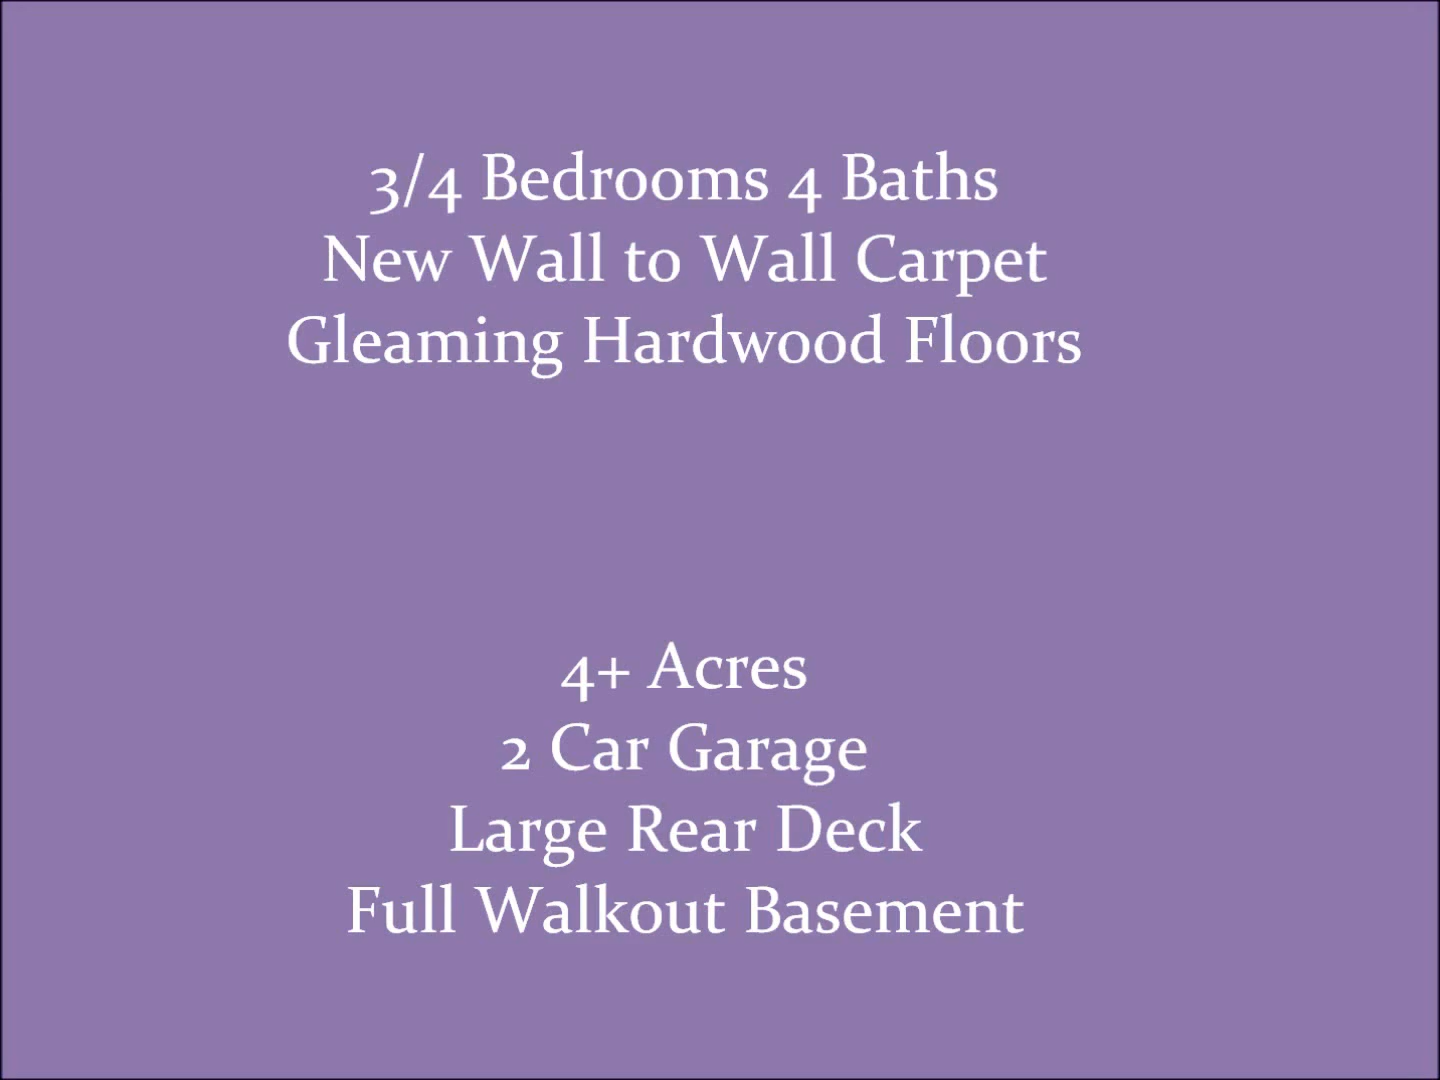 3/4 Bedrooms 4 Baths
New Wall to Wall Carpet
Gleaming Hardwood Floors
4+ Acres
2 Car Garage
Large Rear Deck
Full Walkout Basement